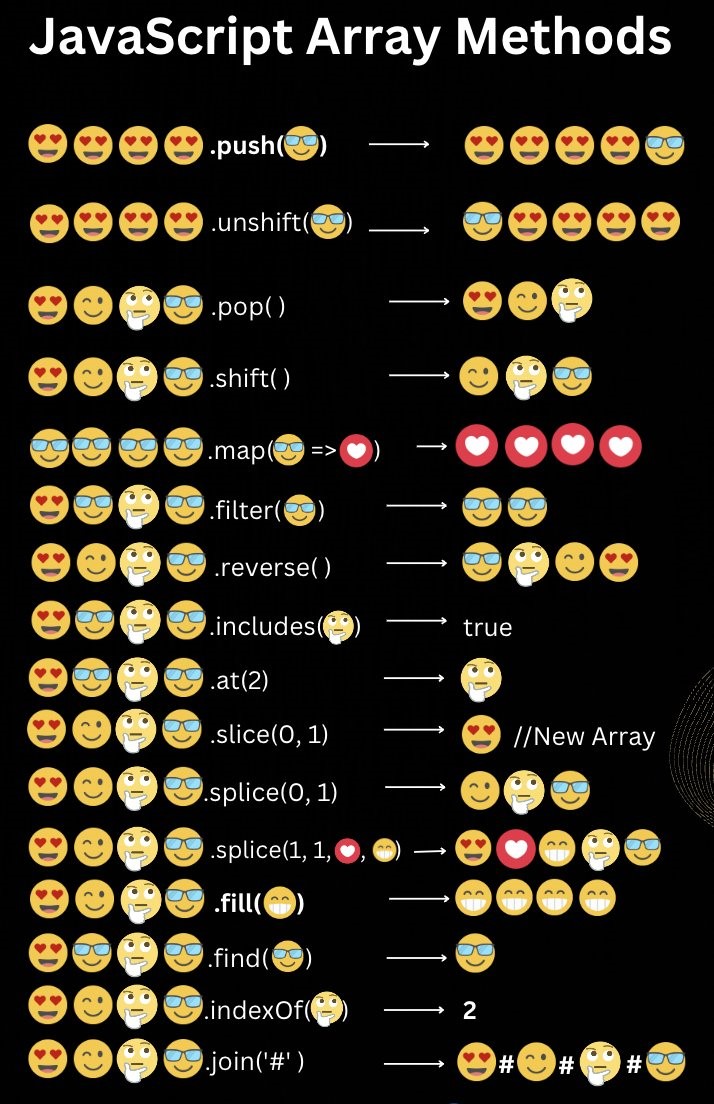 JavaScript Array Methods
😍😍😍😍.push(😎) ⟶ 😍😍😍😍😎
😍😍😍😍.unshift(😎) ⟶ 😎😍😍😍😍
😍😉🤔😎.pop( ) ⟶ 😍😉🤔
😍😉🤔😎.shift( ) ⟶ 😉🤔😎
😎😎😎😎.map(😎 => 💟) ⟶ 💟💟💟💟
😍😎🤔😎.filter(😎) ⟶ 😎😎
😍😉🤔😎.reverse( ) ⟶ 😎🤔😉😍
😍😎🤔😎.includes(🤔) ⟶ true
😍😎🤔😎.at(2) ⟶ 🤔
😍😉🤔😎.slice(0, 1) ⟶ 😍 //New Array
😍😉🤔😎.splice(0, 1) ⟶ 😉🤔😎
😍😉🤔😎.splice(1, 1,💟, 😁) ⟶ 😍💟😁🤔😎
😍😉🤔😎.fill(😁) ⟶ 😁😁😁😁
😍😎🤔😎.find(😎) ⟶ 😎
😍😉🤔😎.indexOf(🤔) ⟶ 2
😍😉🤔😎.join('#' ) ⟶ 😍#😉#🤔#😎